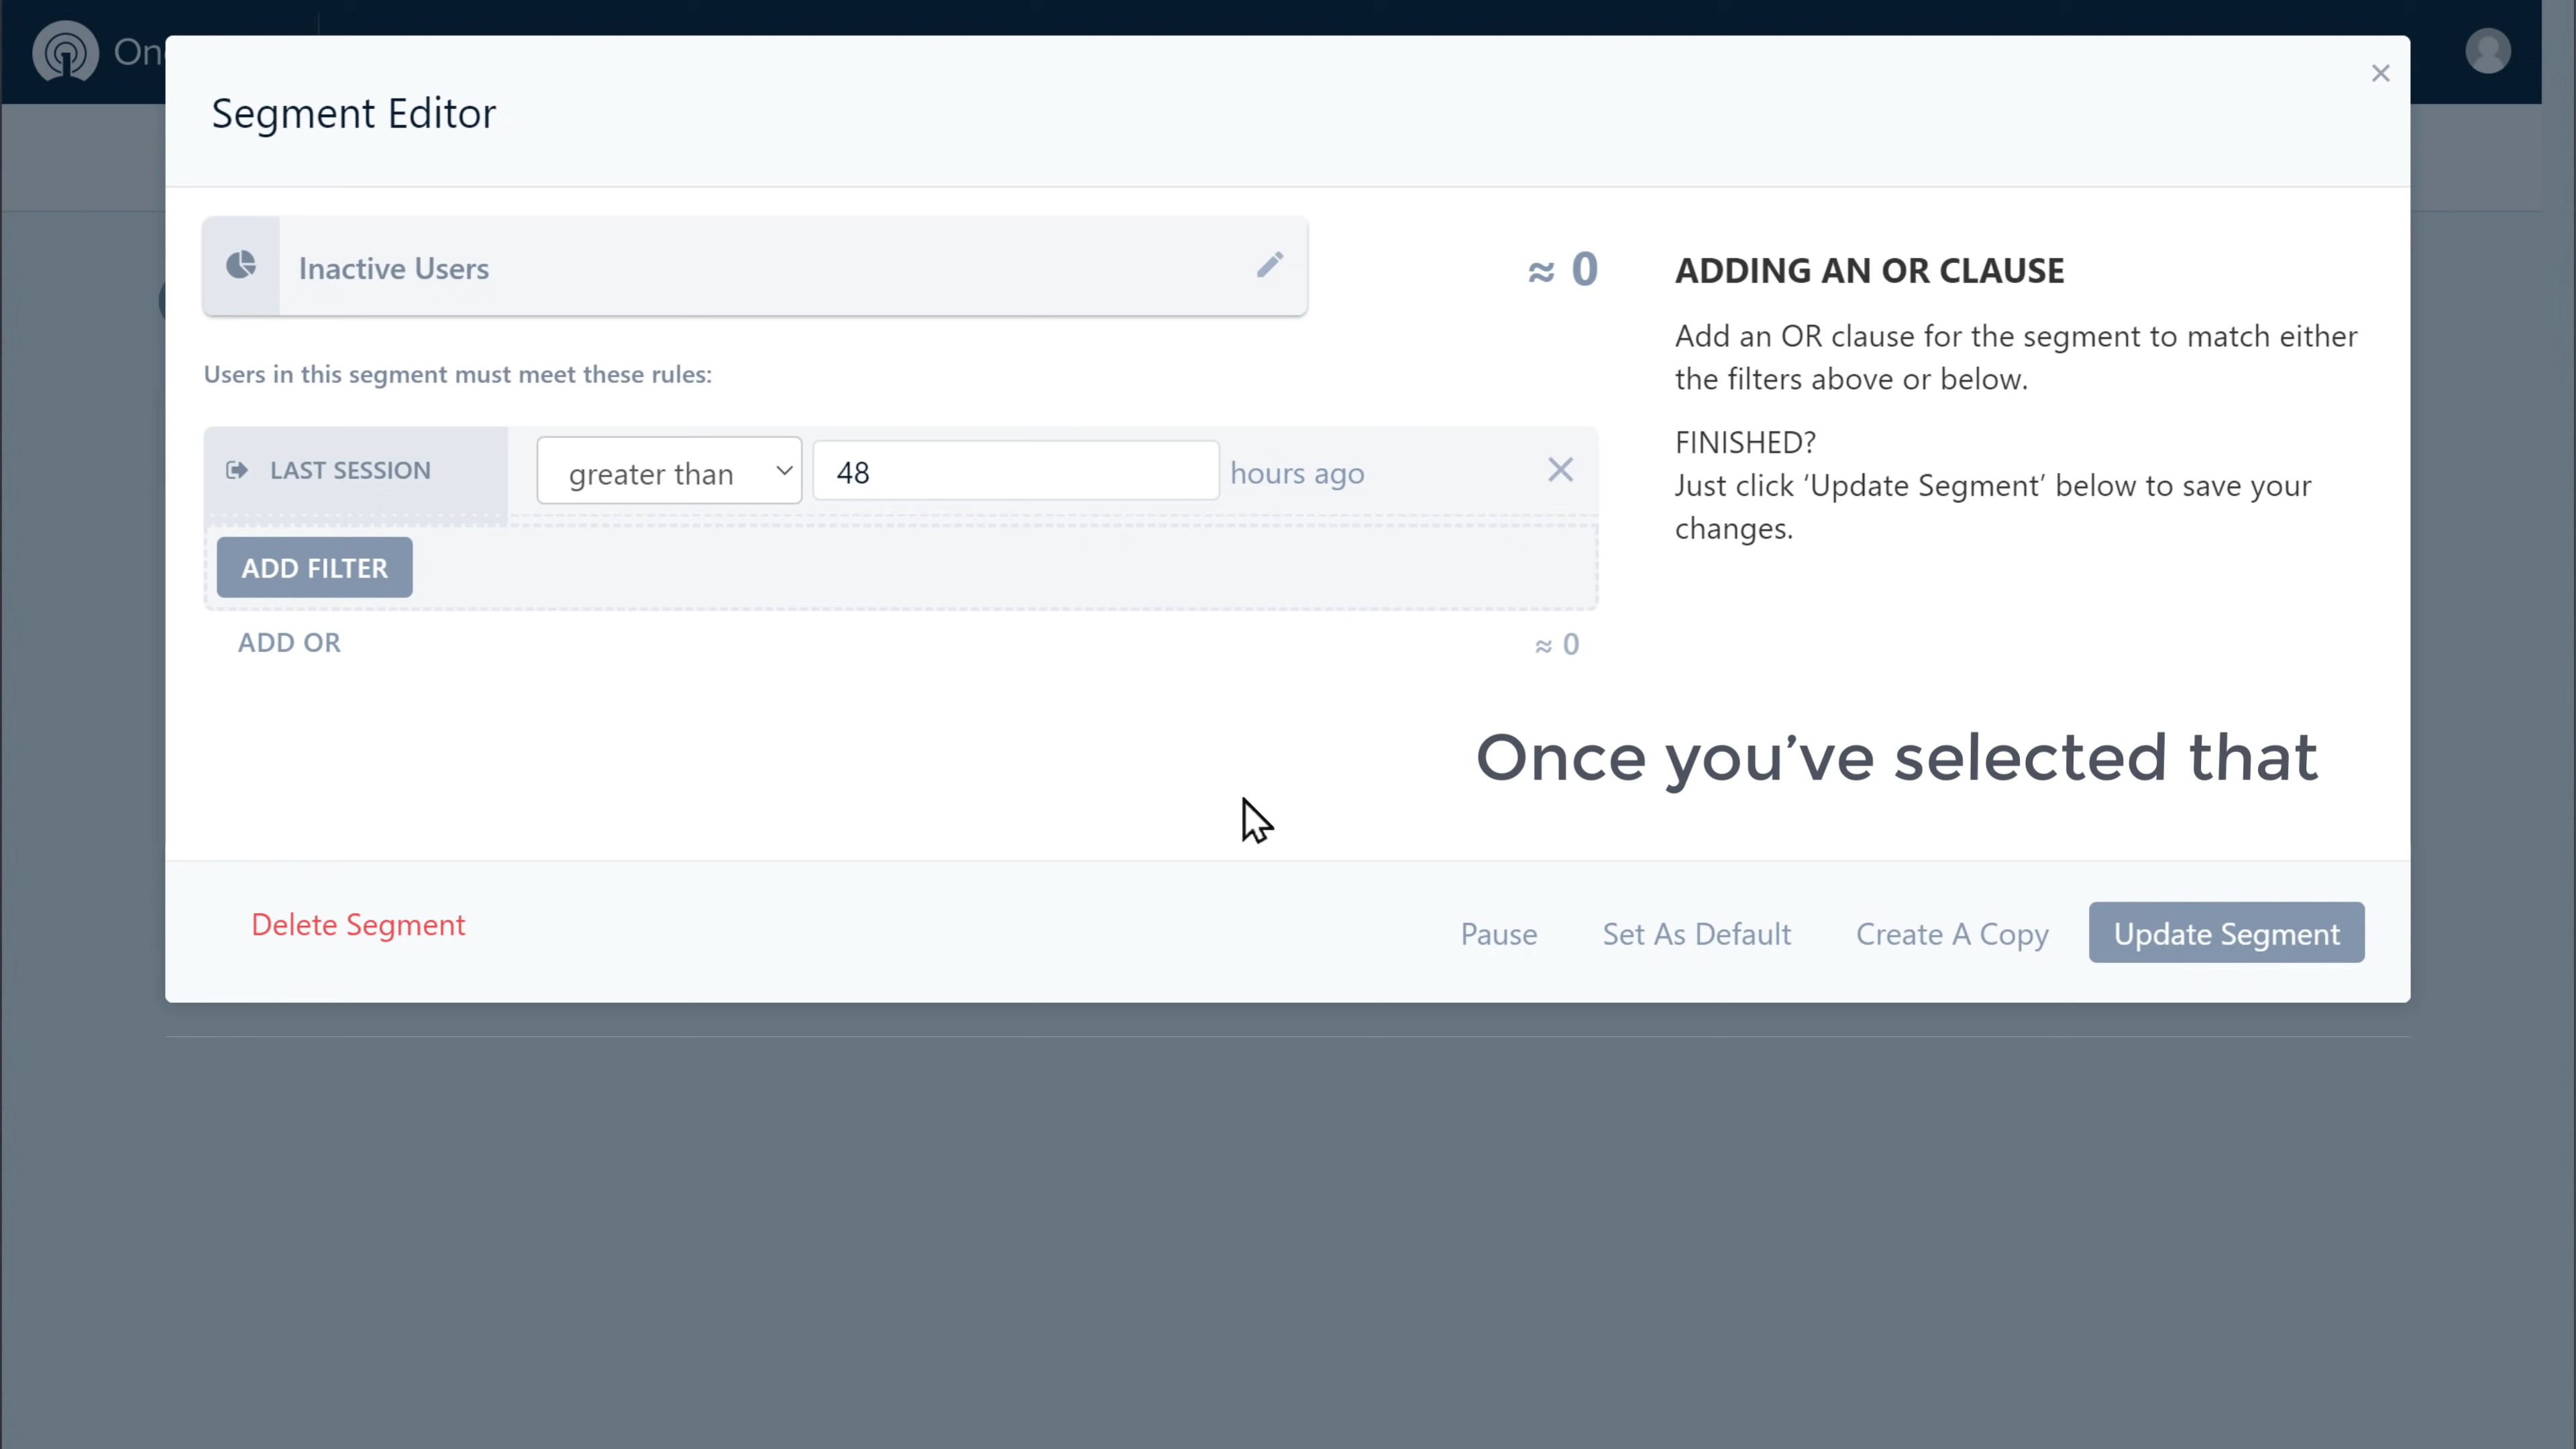 On
Segment Editor
×
Inactive Users
≈ 0
Users in this segment must meet these rules:
LAST SESSION
greater than
48
hours ago
ADD FILTER
ADD OR
≈ 0
ADDING AN OR CLAUSE
Add an OR clause for the segment to match either
the filters above or below.
FINISHED?
Just click ‘Update Segment’ below to save your
changes.
Once you’ve selected that
Delete Segment
Pause
Set As Default
Create A Copy
Update Segment